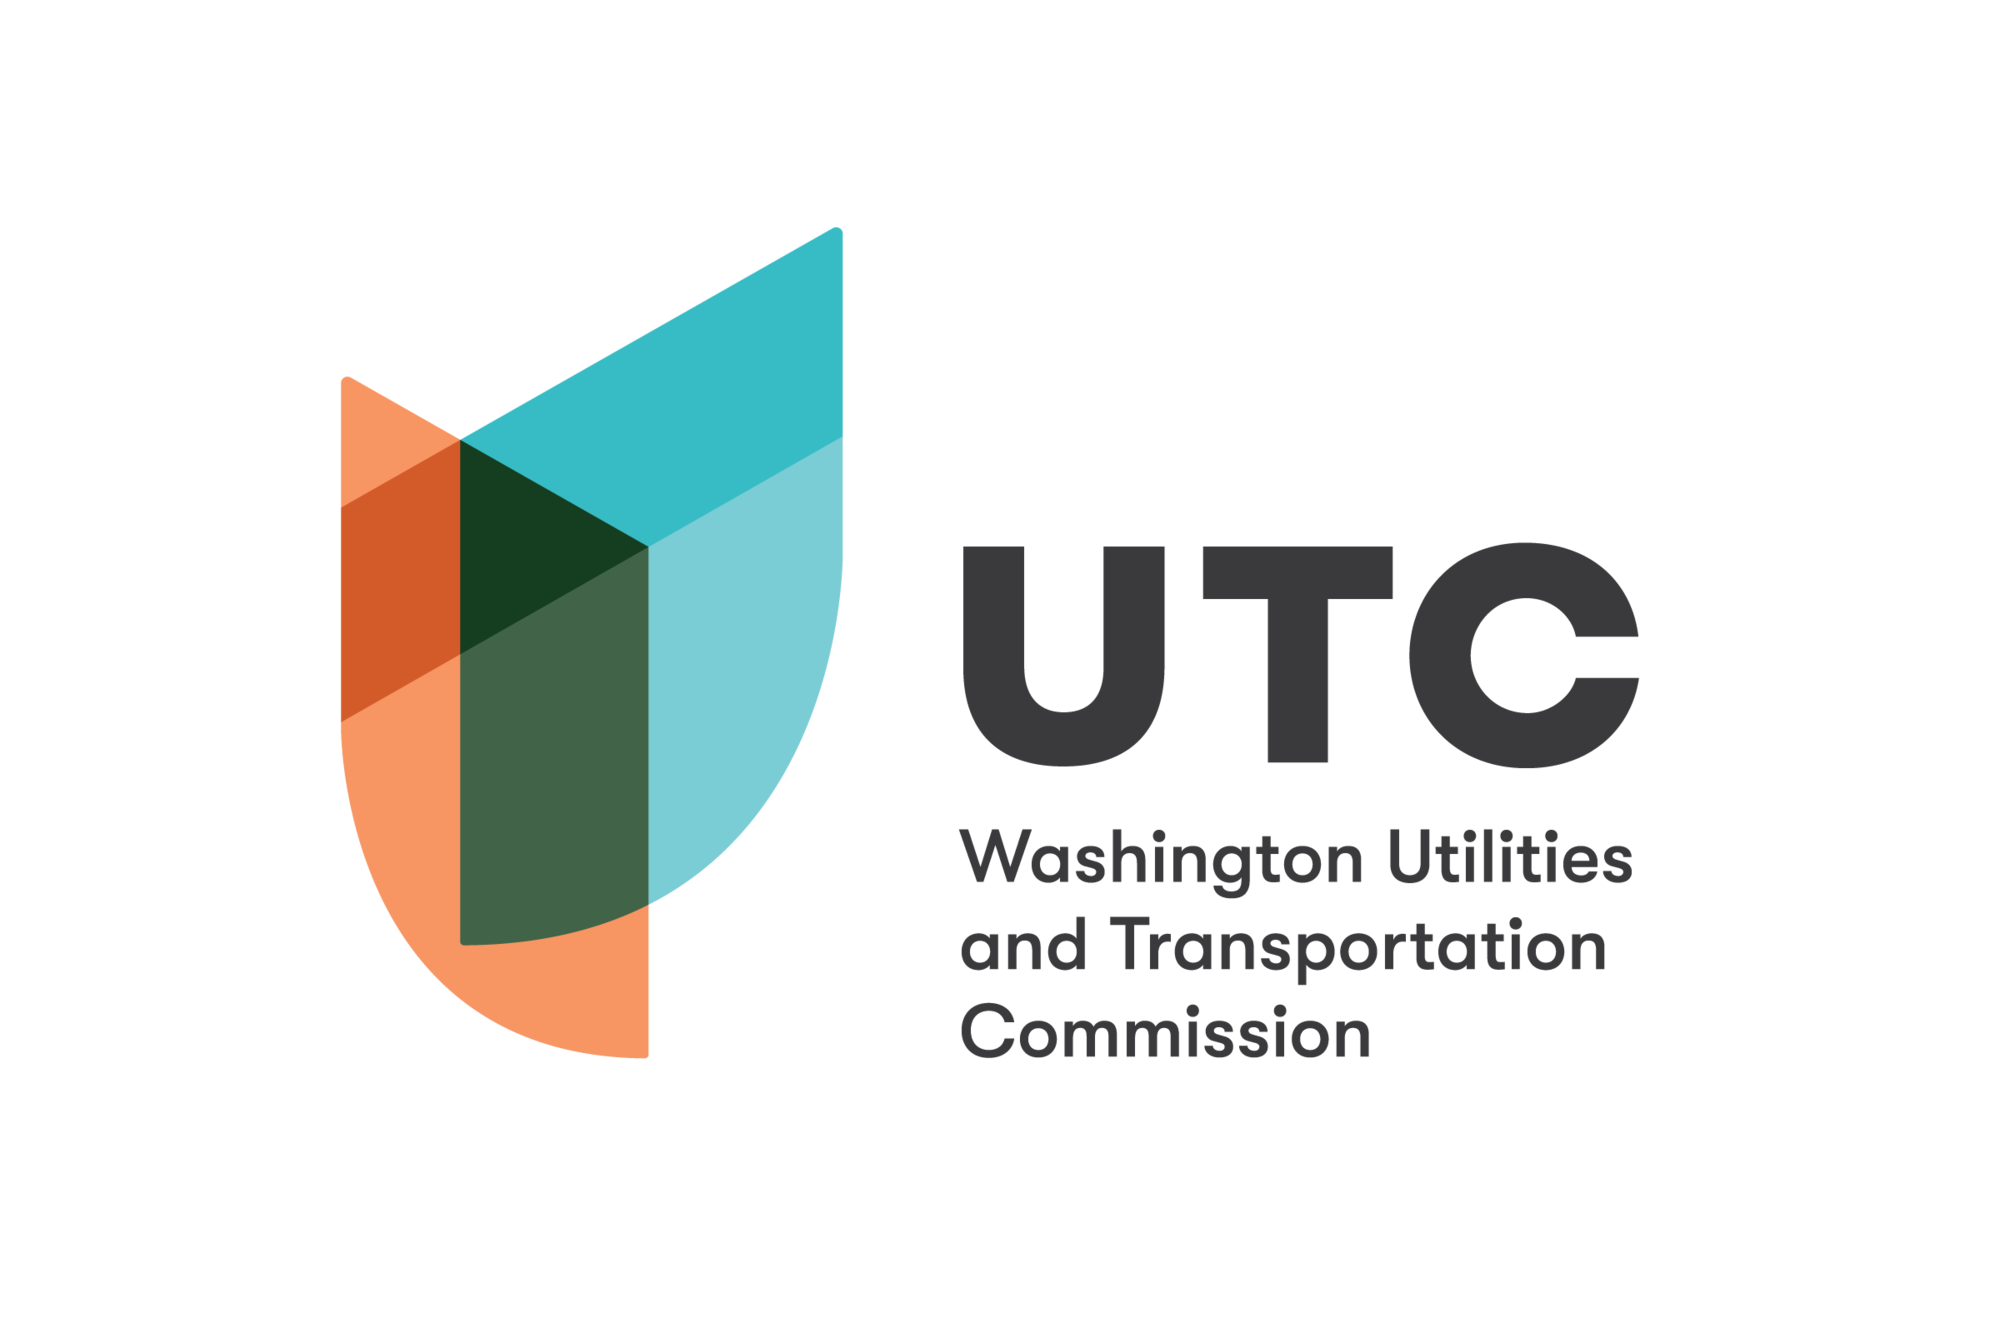 UTC
Washington Utilities
and Transportation
Commission